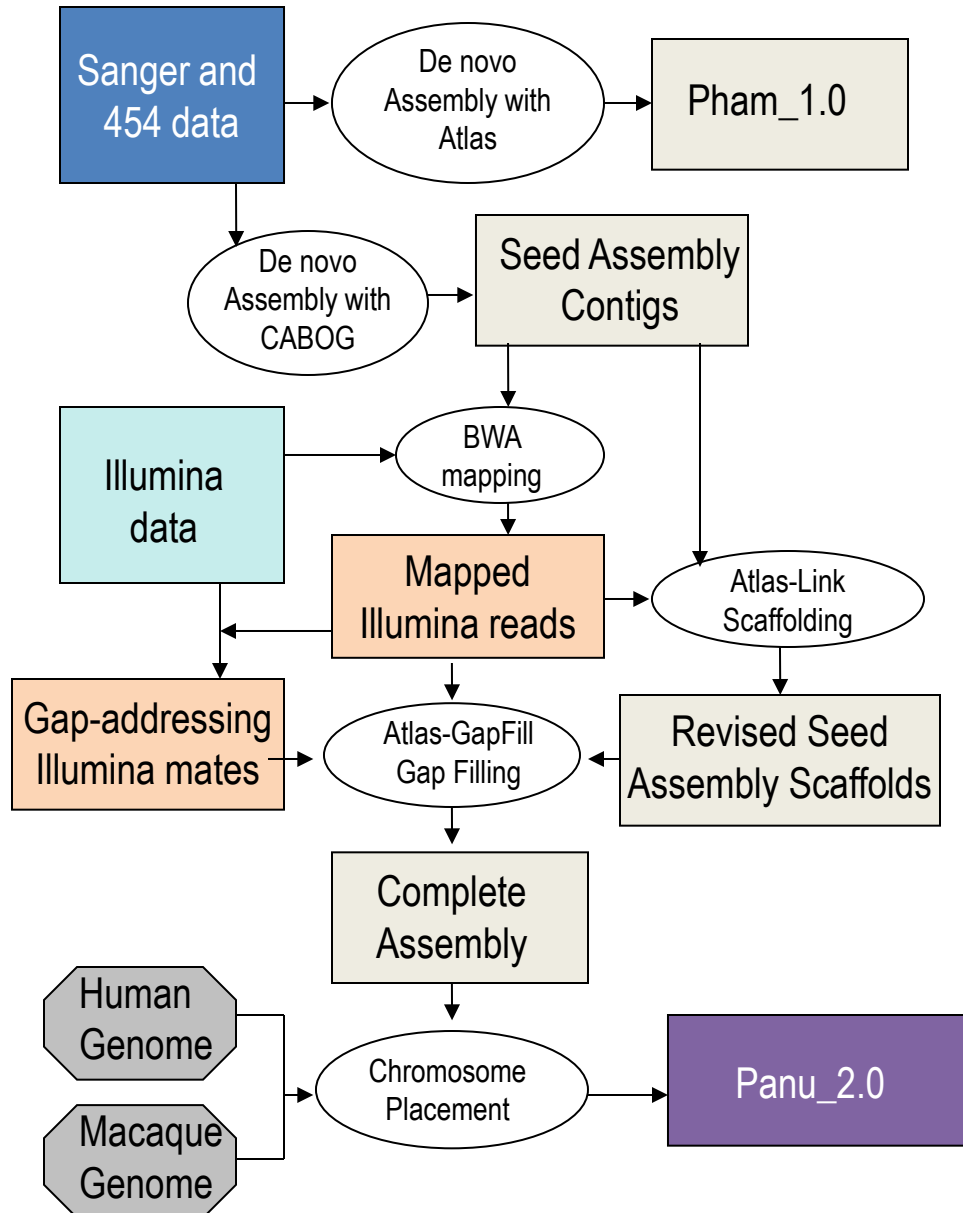 Sanger and
454 data
De novo
Assembly with
Atlas
Pham_1.0
De novo
Assembly with
CABOG
Seed Assembly
Contigs
Illumina
data
BWA
mapping
Mapped
Illumina reads
Atlas-Link
Scaffolding
Gap-addressing
Illumina mates
Atlas-GapFill
Gap Filling
Revised Seed
Assembly Scaffolds
Complete
Assembly
Human
Genome
Macaque
Genome
Chromosome
Placement
Panu_2.0